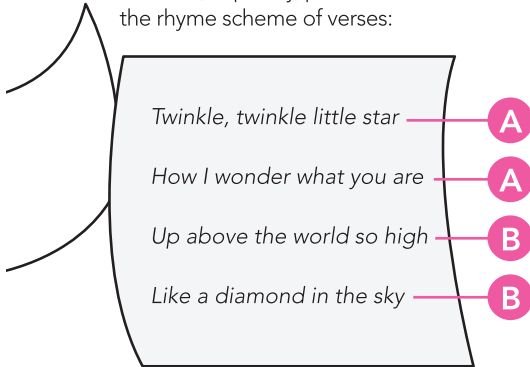 the rhyme scheme of verses:
Twinkle, twinkle little star A
How I wonder what you are A
Up above the world so high B
Like a diamond in the sky B